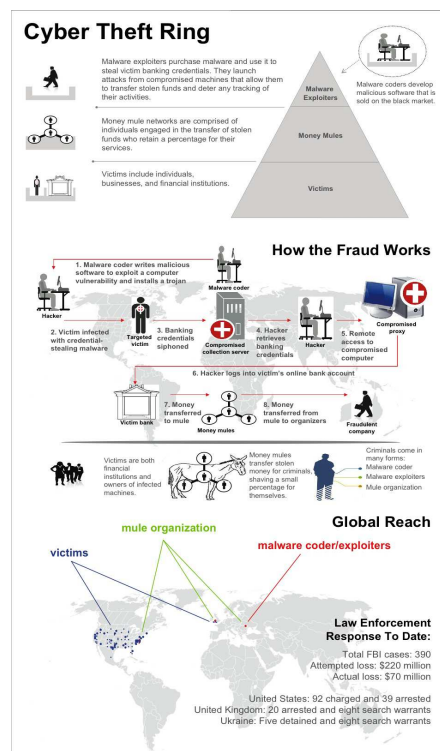 Cyber Theft Ring
Malware exploiters purchase malware and use it to
steal victim banking credentials. They launch
attacks from compromised machines that allow them
to transfer stolen funds and deter any tracking of
their activities.
Money mule networks are comprised of
individuals engaged in the transfer of stolen
funds who retain a percentage for their
services.
Victims include individuals,
businesses, and financial institutions.
Malware
Exploiters
Money Mules
Victims
Malware coders develop
malicious software that is
sold on the black market.
How the Fraud Works
1. Malware coder writes malicious
software to exploit a computer
vulnerability and installs a trojan
Malware coder
Hacker
2. Victim infected
with credential-
stealing malware
Targeted
victim
3. Banking
credentials
siphoned
Compromised
collection server
4. Hacker
retrieves
banking
credentials
Hacker
5. Remote
access to
compromised
computer
Compromised
proxy
6. Hacker logs into victim's online bank account
Victim bank
7. Money
transferred
to mule
Money mules
8. Money
transferred from
mule to organizers
Fraudulent
company
Victims are both
financial
institutions and
owners of infected
machines.
Money mules
transfer stolen
money for criminals,
shaving a small
percentage for
themselves.
Criminals come in
many forms:
Malware coder
Malware exploiters
Mule organization
Global Reach
mule organization
victims
malware coder/exploiters
Law Enforcement
Response To Date:
Total FBI cases: 390
Attempted loss: $220 million
Actual loss: $70 million
United States: 92 charged and 39 arrested
United Kingdom: 20 arrested and eight search warrants
Ukraine: Five detained and eight search warrants